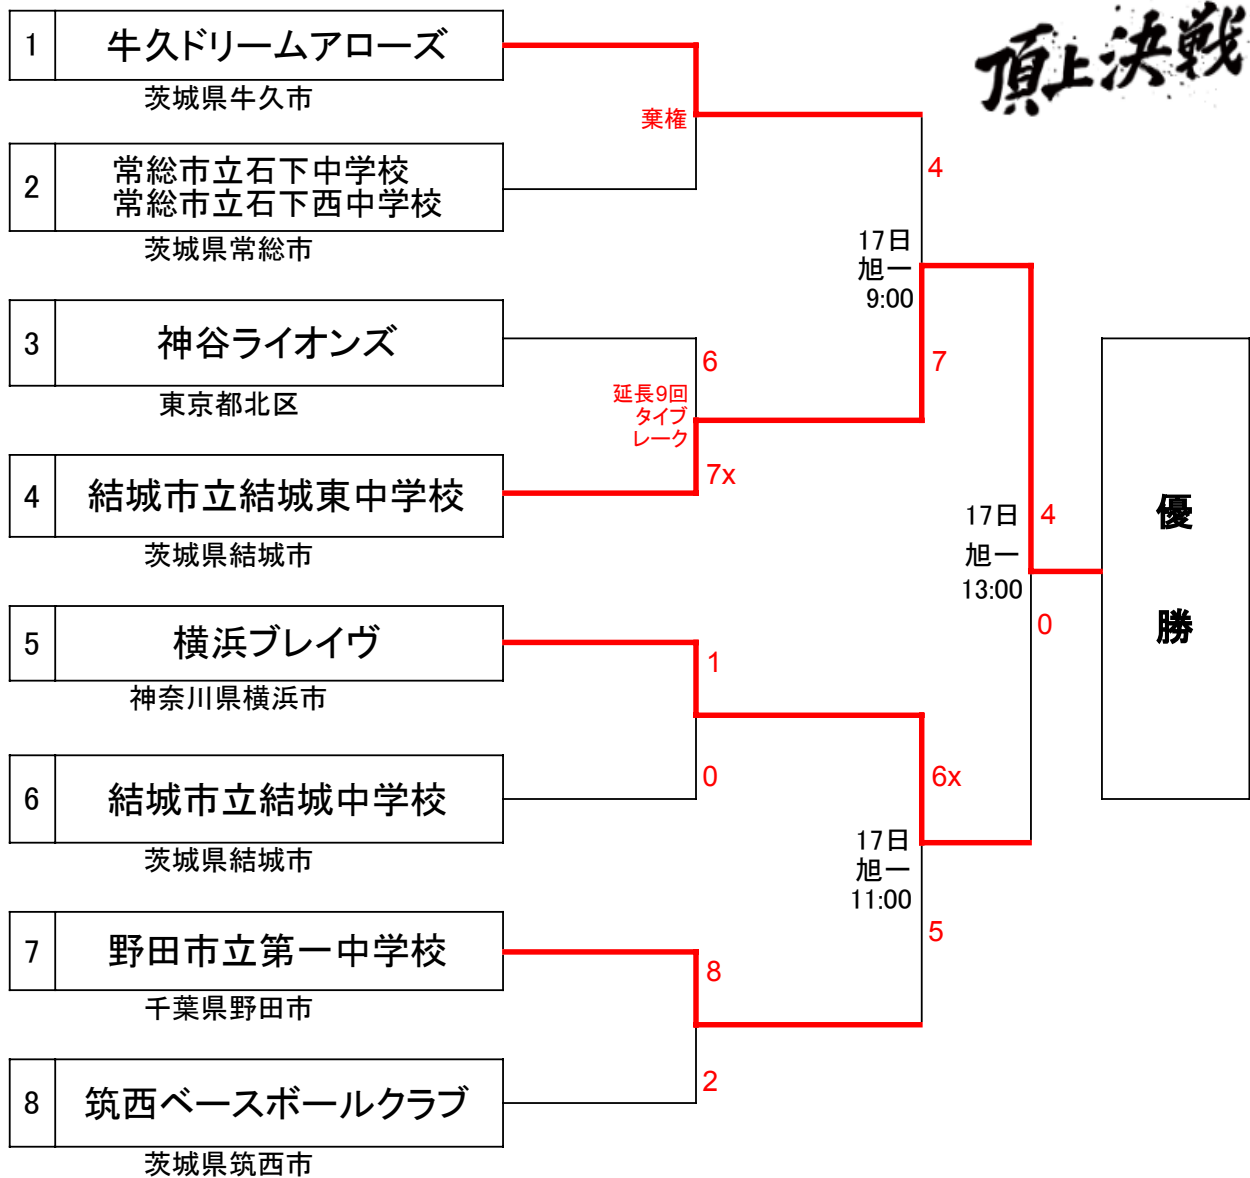 頂上決戦
1 牛久ドリームアローズ
茨城県牛久市
棄権
2 常総市立石下中学校
常総市立石下西中学校
茨城県常総市
4
17日
旭一
9:00
3 神谷ライオンズ
東京都北区
6
7
延長9回
タイブ
レーク
7x
4 結城市立結城東中学校
茨城県結城市
17日
旭一
13:00
4
0
優
勝
5 横浜ブレイヴ
神奈川県横浜市
1
0
6 結城市立結城中学校
茨城県結城市
6x
17日
旭一
11:00
5
7 野田市立第一中学校
千葉県野田市
8
2
8 筑西ベースボールクラブ
茨城県筑西市